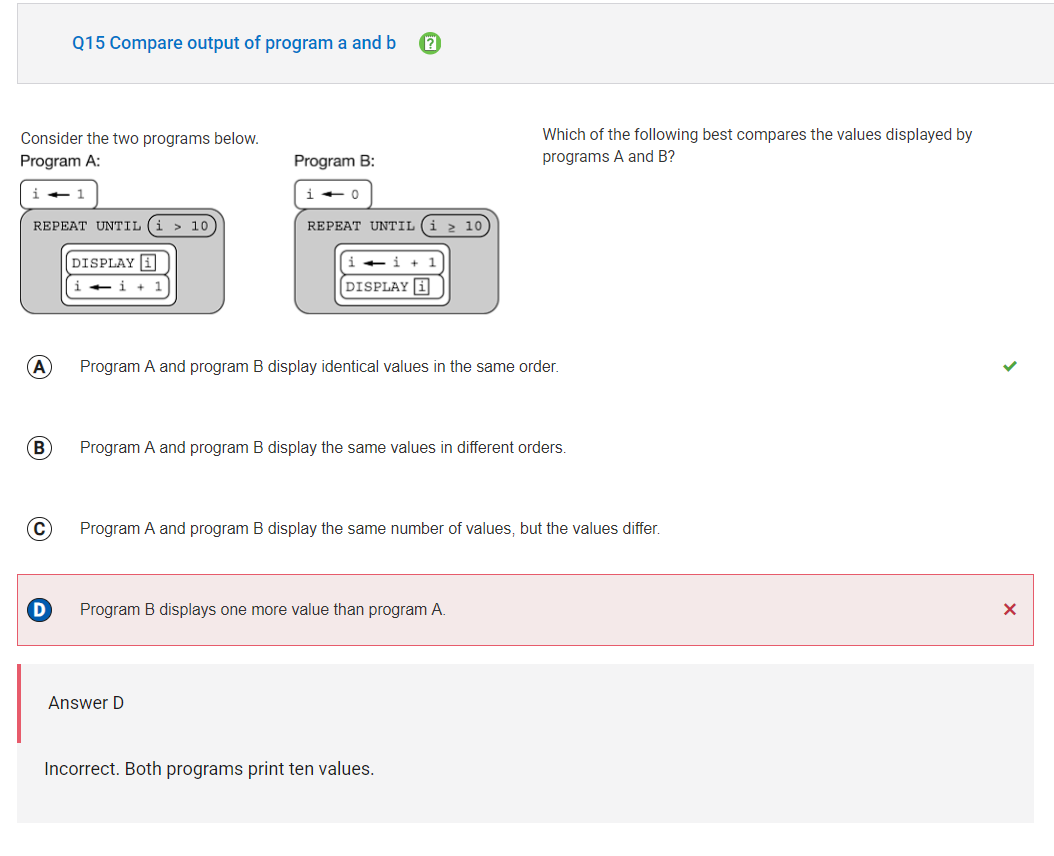 Q15 Compare output of program a and b
Consider the two programs below.
Program A:
i ← 1
REPEAT UNTIL i > 10
DISPLAY i
i ← i + 1
Program B:
i ← 0
REPEAT UNTIL i ≥ 10
i ← i + 1
DISPLAY i
Which of the following best compares the values displayed by
programs A and B?
A Program A and program B display identical values in the same order.
B Program A and program B display the same values in different orders.
C Program A and program B display the same number of values, but the values differ.
D Program B displays one more value than program A.
Answer D
Incorrect. Both programs print ten values.